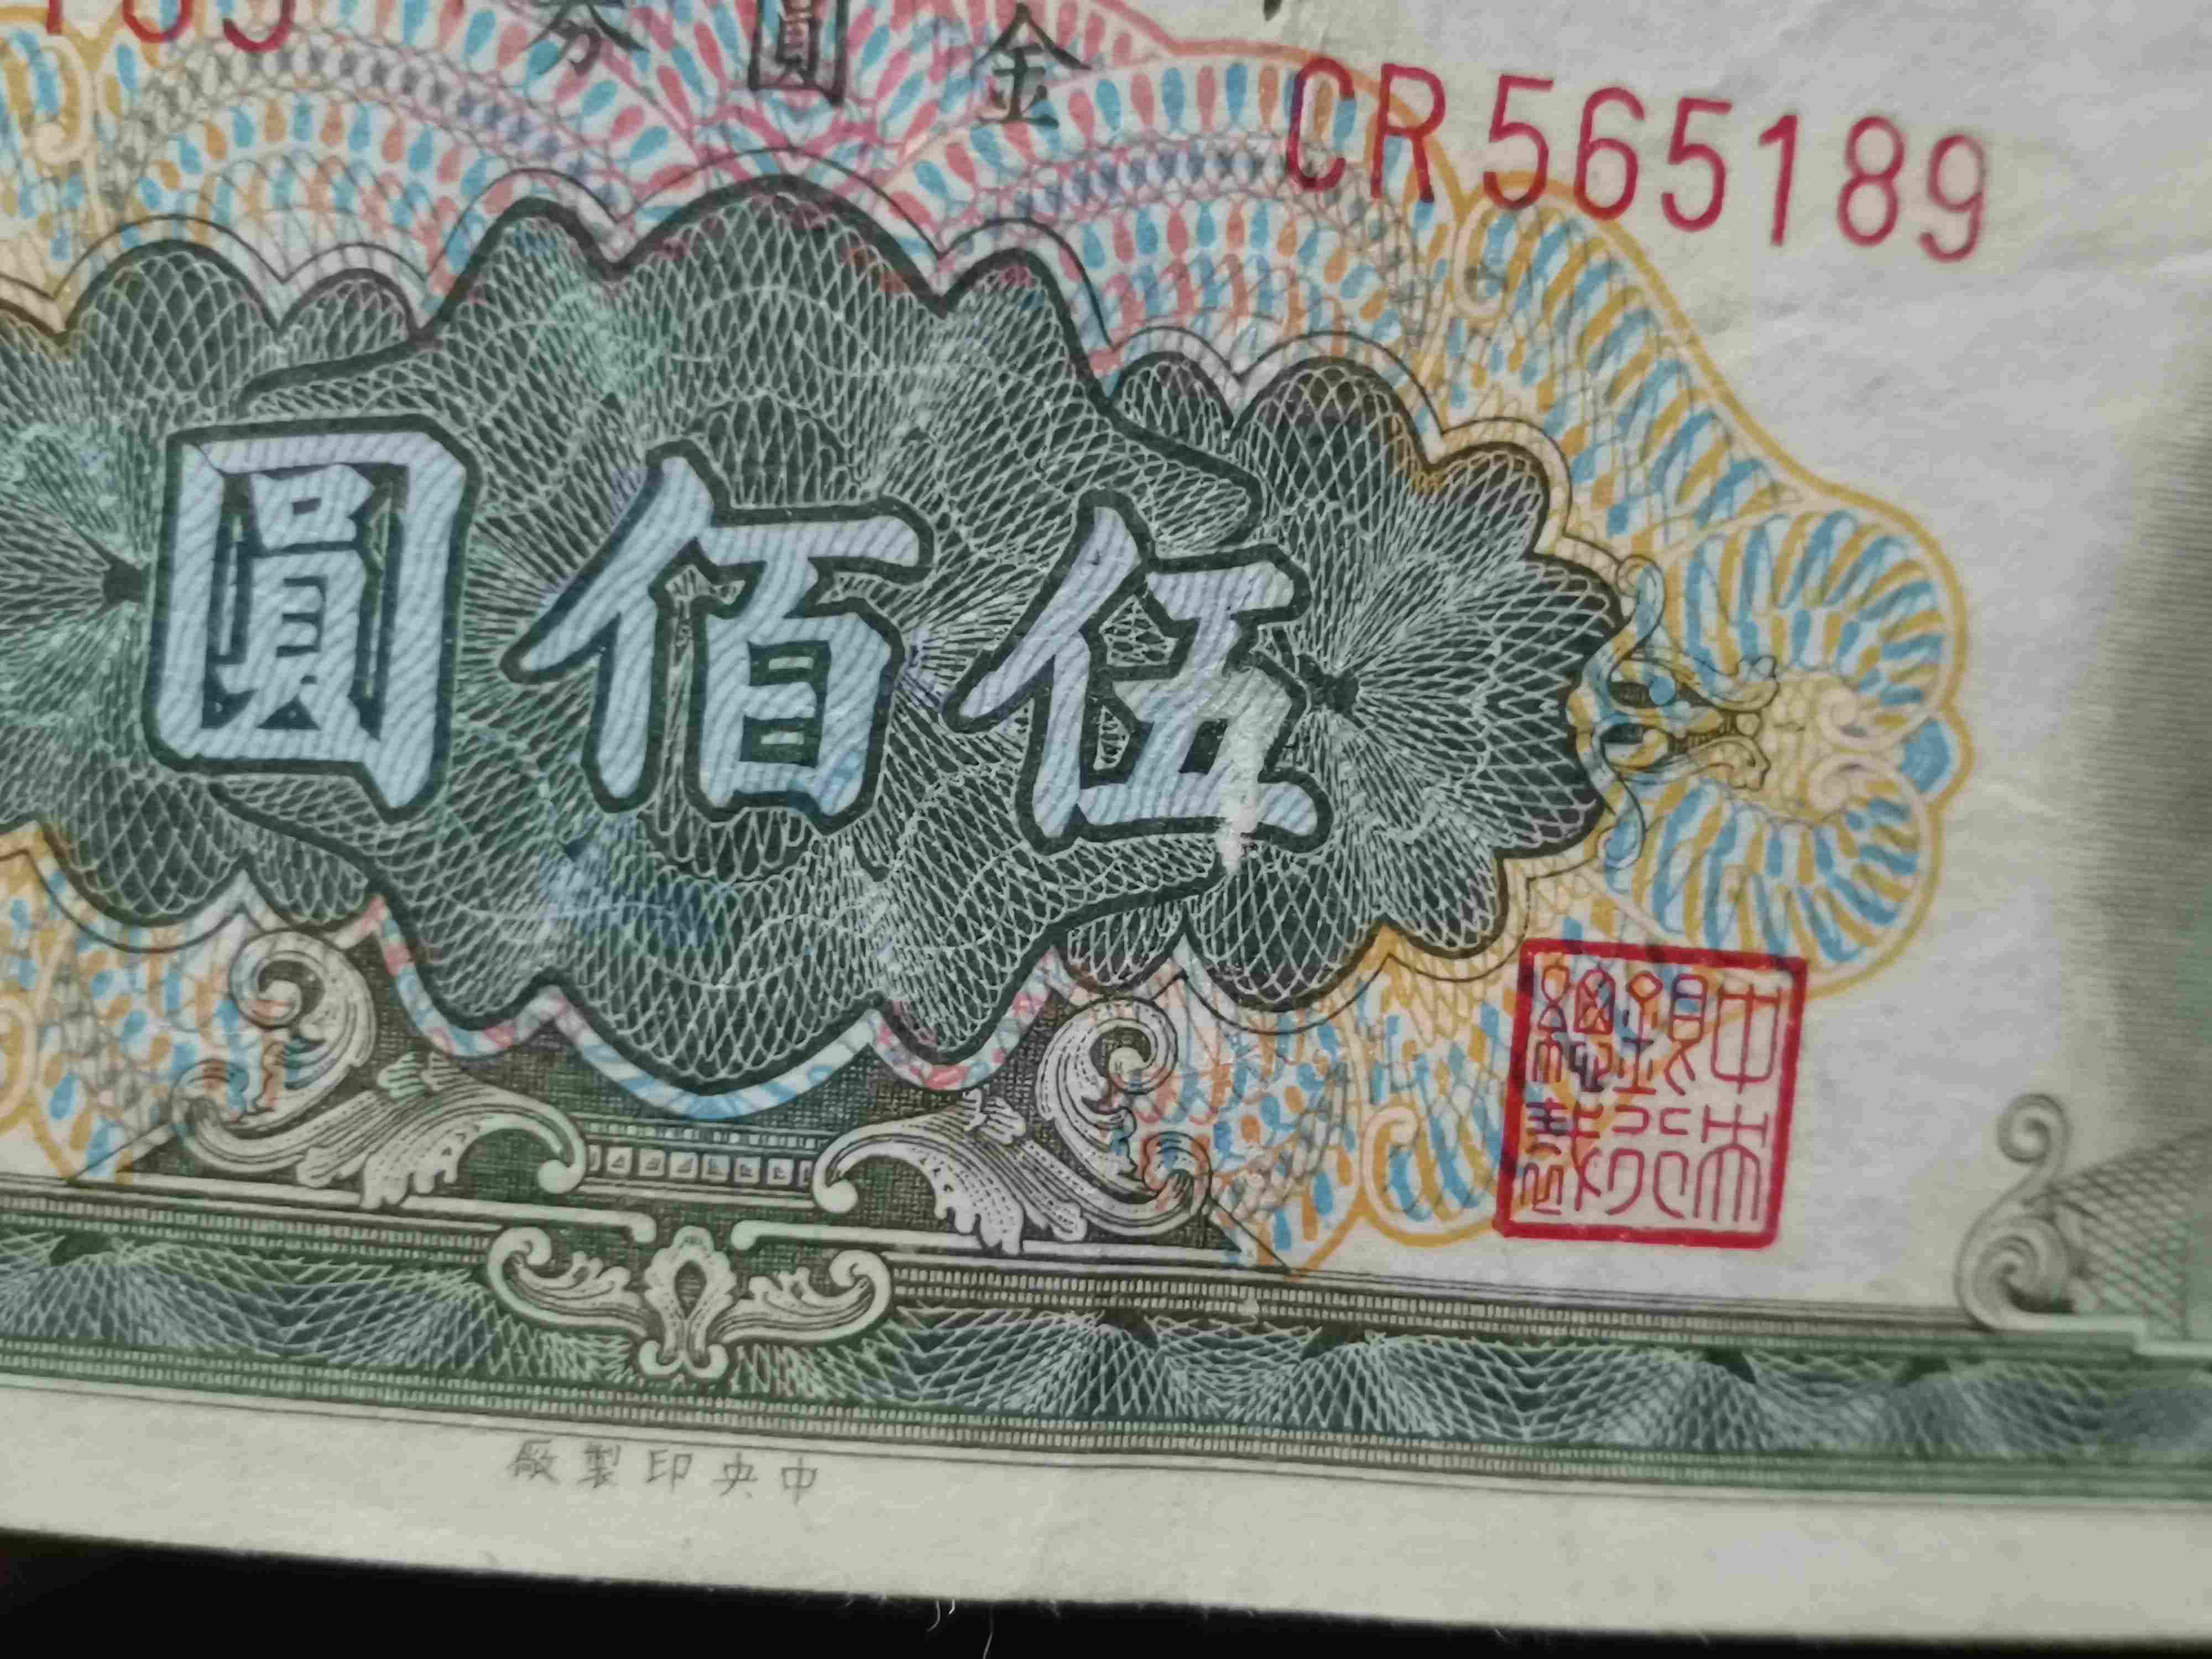 金圓券
CR565189
伍佰圓
中央
銀行
總裁
中央印製廠